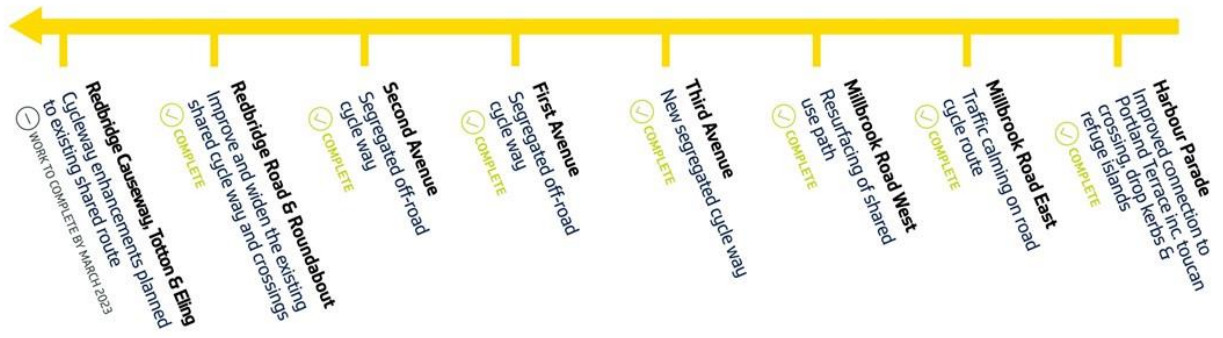 Redbridge Causeway, Totton & Eling
Cycleway enhancements planned
to existing shared route
WORK TO COMPLETE BY MARCH 2023
Redbridge Road & Roundabout
Improve and widen the existing
shared cycle way and crossings
COMPLETE
Second Avenue
Segregated off-road
cycle way
COMPLETE
First Avenue
Segregated off-road
cycle way
COMPLETE
Third Avenue
New segregated cycle way
COMPLETE
Millbrook Road West
Resurfacing of shared
use path
COMPLETE
Millbrook Road East
Traffic calming on road
cycle route
COMPLETE
Harbour Parade
Improved connection to
Portland Terrace inc. toucan
crossing, drop kerbs &
refuge islands
COMPLETE